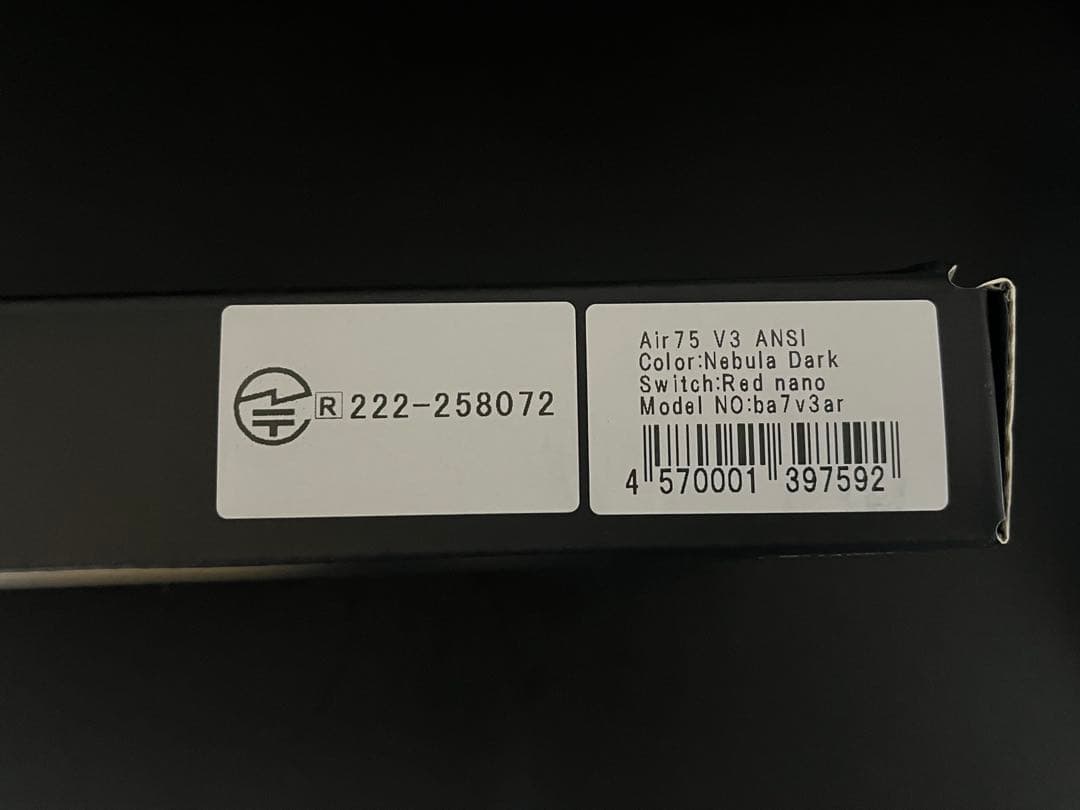 R 222-258072
Air75 V3 ANSI
Color:Nebula Dark
Switch:Red nano
Model NO:ba7v3ar
4 570001 397592